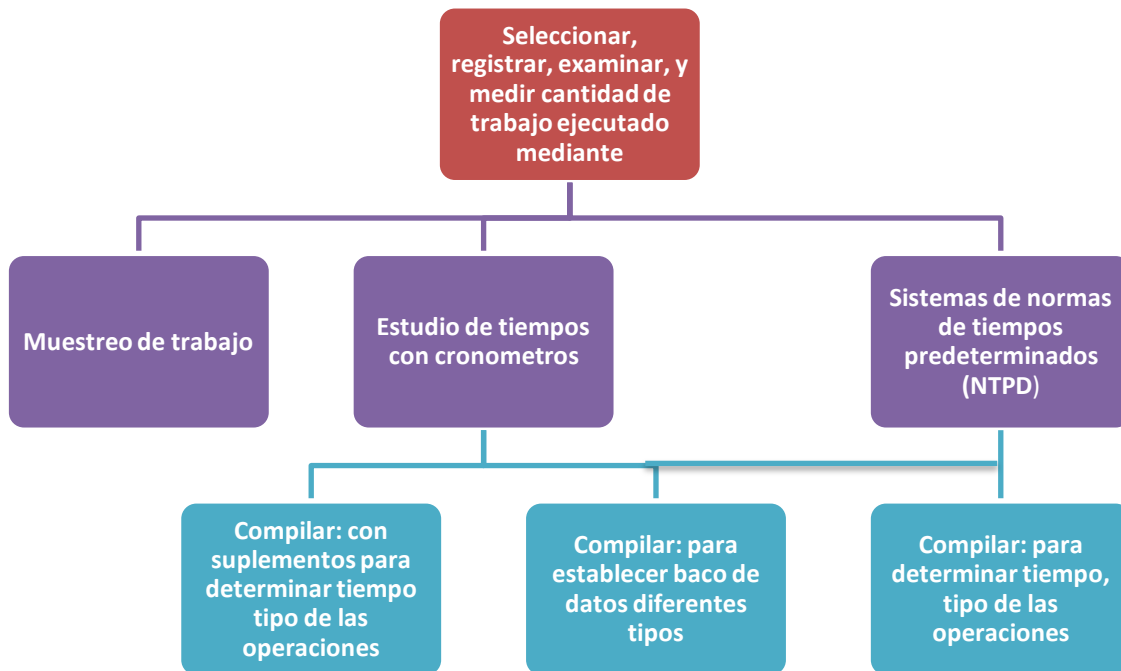 Seleccionar,
registrar, examinar, y
medir cantidad de
trabajo ejecutado
mediante
Muestreo de trabajo
Estudio de tiempos
con cronometros
Sistemas de normas
de tiempos
predeterminados
(NTPD)
Compilar: con
suplementos para
determinar tiempo
tipo de las
operaciones
Compilar: para
establecer baco de
datos diferentes
tipos
Compilar: para
determinar tiempo,
tipo de las
operaciones